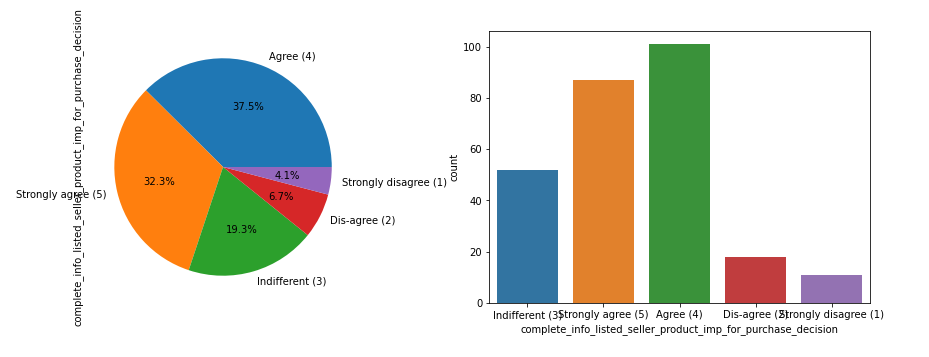 complete_info_listed_seller_product_imp_for_purchase_decision
Agree (4)
37.5%
Strongly agree (5)
32.3%
4.1%
Strongly disagree (1)
6.7%
Dis-agree (2)
19.3%
Indifferent (3)
count
100
80
60
40
20
0
Indifferent (3) Strongly agree (5) Agree (4) Dis-agree (2) Strongly disagree (1)
complete_info_listed_seller_product_imp_for_purchase_decision